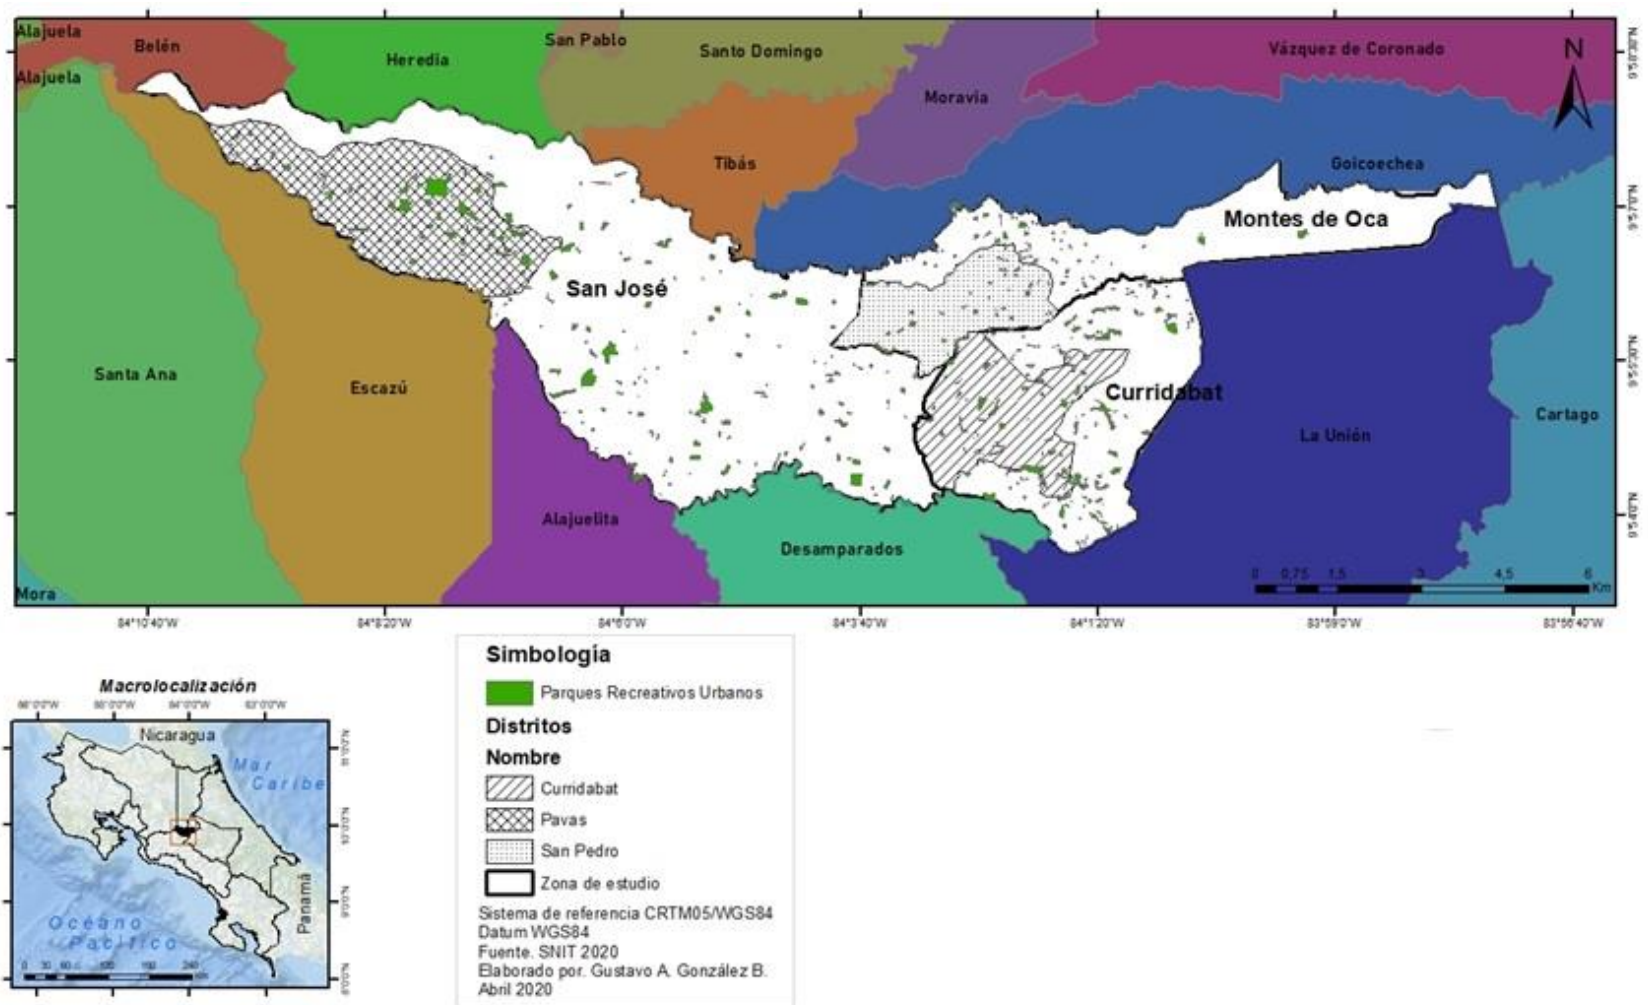 Alajuela
Belén
Heredia
San Pablo
Santo Domingo
Vázquez de Coronado
N
Alajuela
Moravia
Tibás
Goicoechea
Montes de Oca
San José
Santa Ana
Escazú
Curridabat
Cartago
La Unión
Alajuelita
Desamparados
Mora
0 0,75 1,5 3 4,5 6
Km
84°10'40"W 84°8'20"W 84°6'0"W 84°3'40"W 84°1'20"W 83°59'0"W 83°56'40"W
Simbología
Parques Recreativos Urbanos
Distritos
Nombre
Curridabat
Pavas
San Pedro
Zona de estudio
Sistema de referencia CRTM05/WGS84
Datum WGS84
Fuente. SNIT 2020
Elaborado por. Gustavo A. González B.
Abril 2020
Macrolocalización
Nicaragua
Mar
Caribe
Panamá
Océano
Pacífico